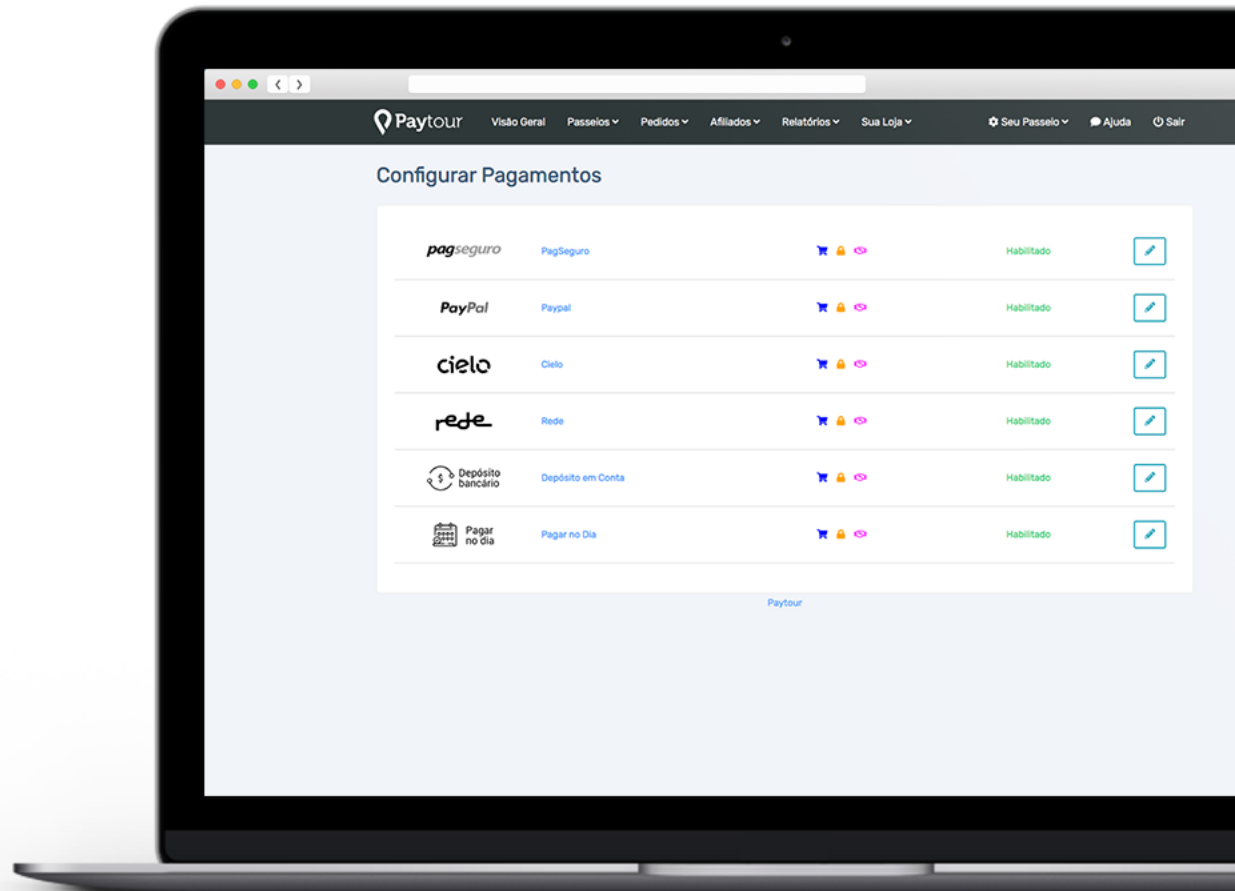 Paytour Visão Geral Passeios Pedidos Afiliados Relatórios Sua Loja Seu Passeio Ajuda Sair
Configurar Pagamentos
pagseguro PagSeguro Habilitado
PayPal Paypal Habilitado
cielo Cielo Habilitado
rede Rede Habilitado
Depósito
bancário Depósito em Conta Habilitado
Pagar
no dia Pagar no Dia Habilitado
Paytour